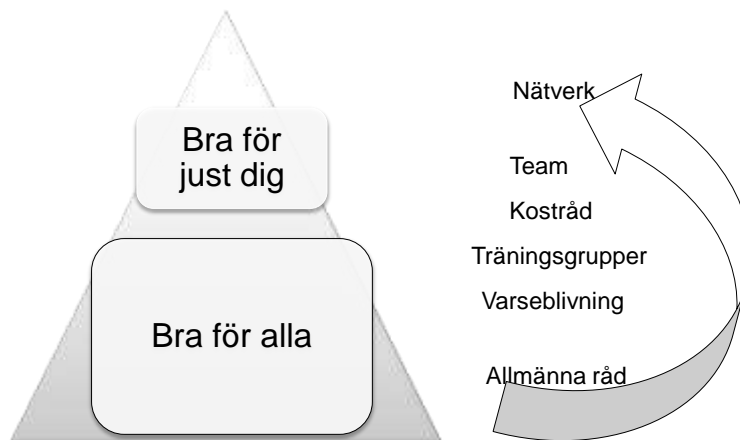 Bra för
just dig
Bra för alla
Nätverk
Team
Kostråd
Träningsgrupper
Varseblivning
Allmänna råd